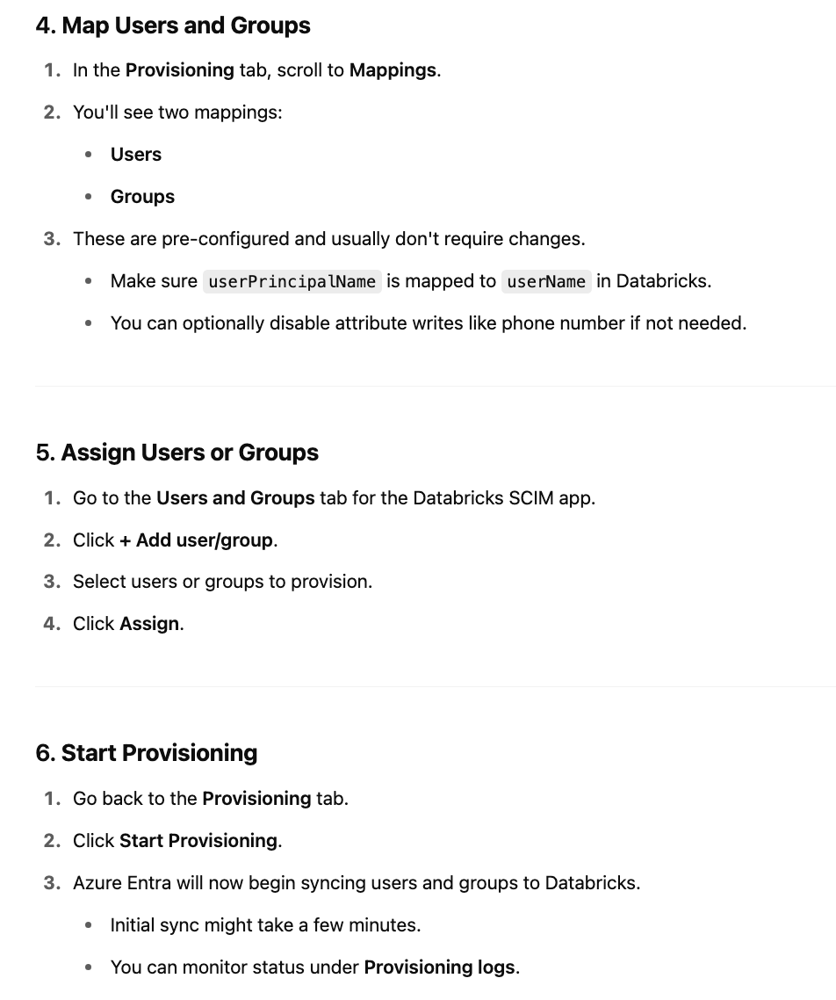 4. Map Users and Groups
1. In the Provisioning tab, scroll to Mappings.
2. You'll see two mappings:
• Users
• Groups
3. These are pre-configured and usually don't require changes.
• Make sure userPrincipalName is mapped to userName in Databricks.
• You can optionally disable attribute writes like phone number if not needed.
5. Assign Users or Groups
1. Go to the Users and Groups tab for the Databricks SCIM app.
2. Click + Add user/group.
3. Select users or groups to provision.
4. Click Assign.
6. Start Provisioning
1. Go back to the Provisioning tab.
2. Click Start Provisioning.
3. Azure Entra will now begin syncing users and groups to Databricks.
• Initial sync might take a few minutes.
• You can monitor status under Provisioning logs.